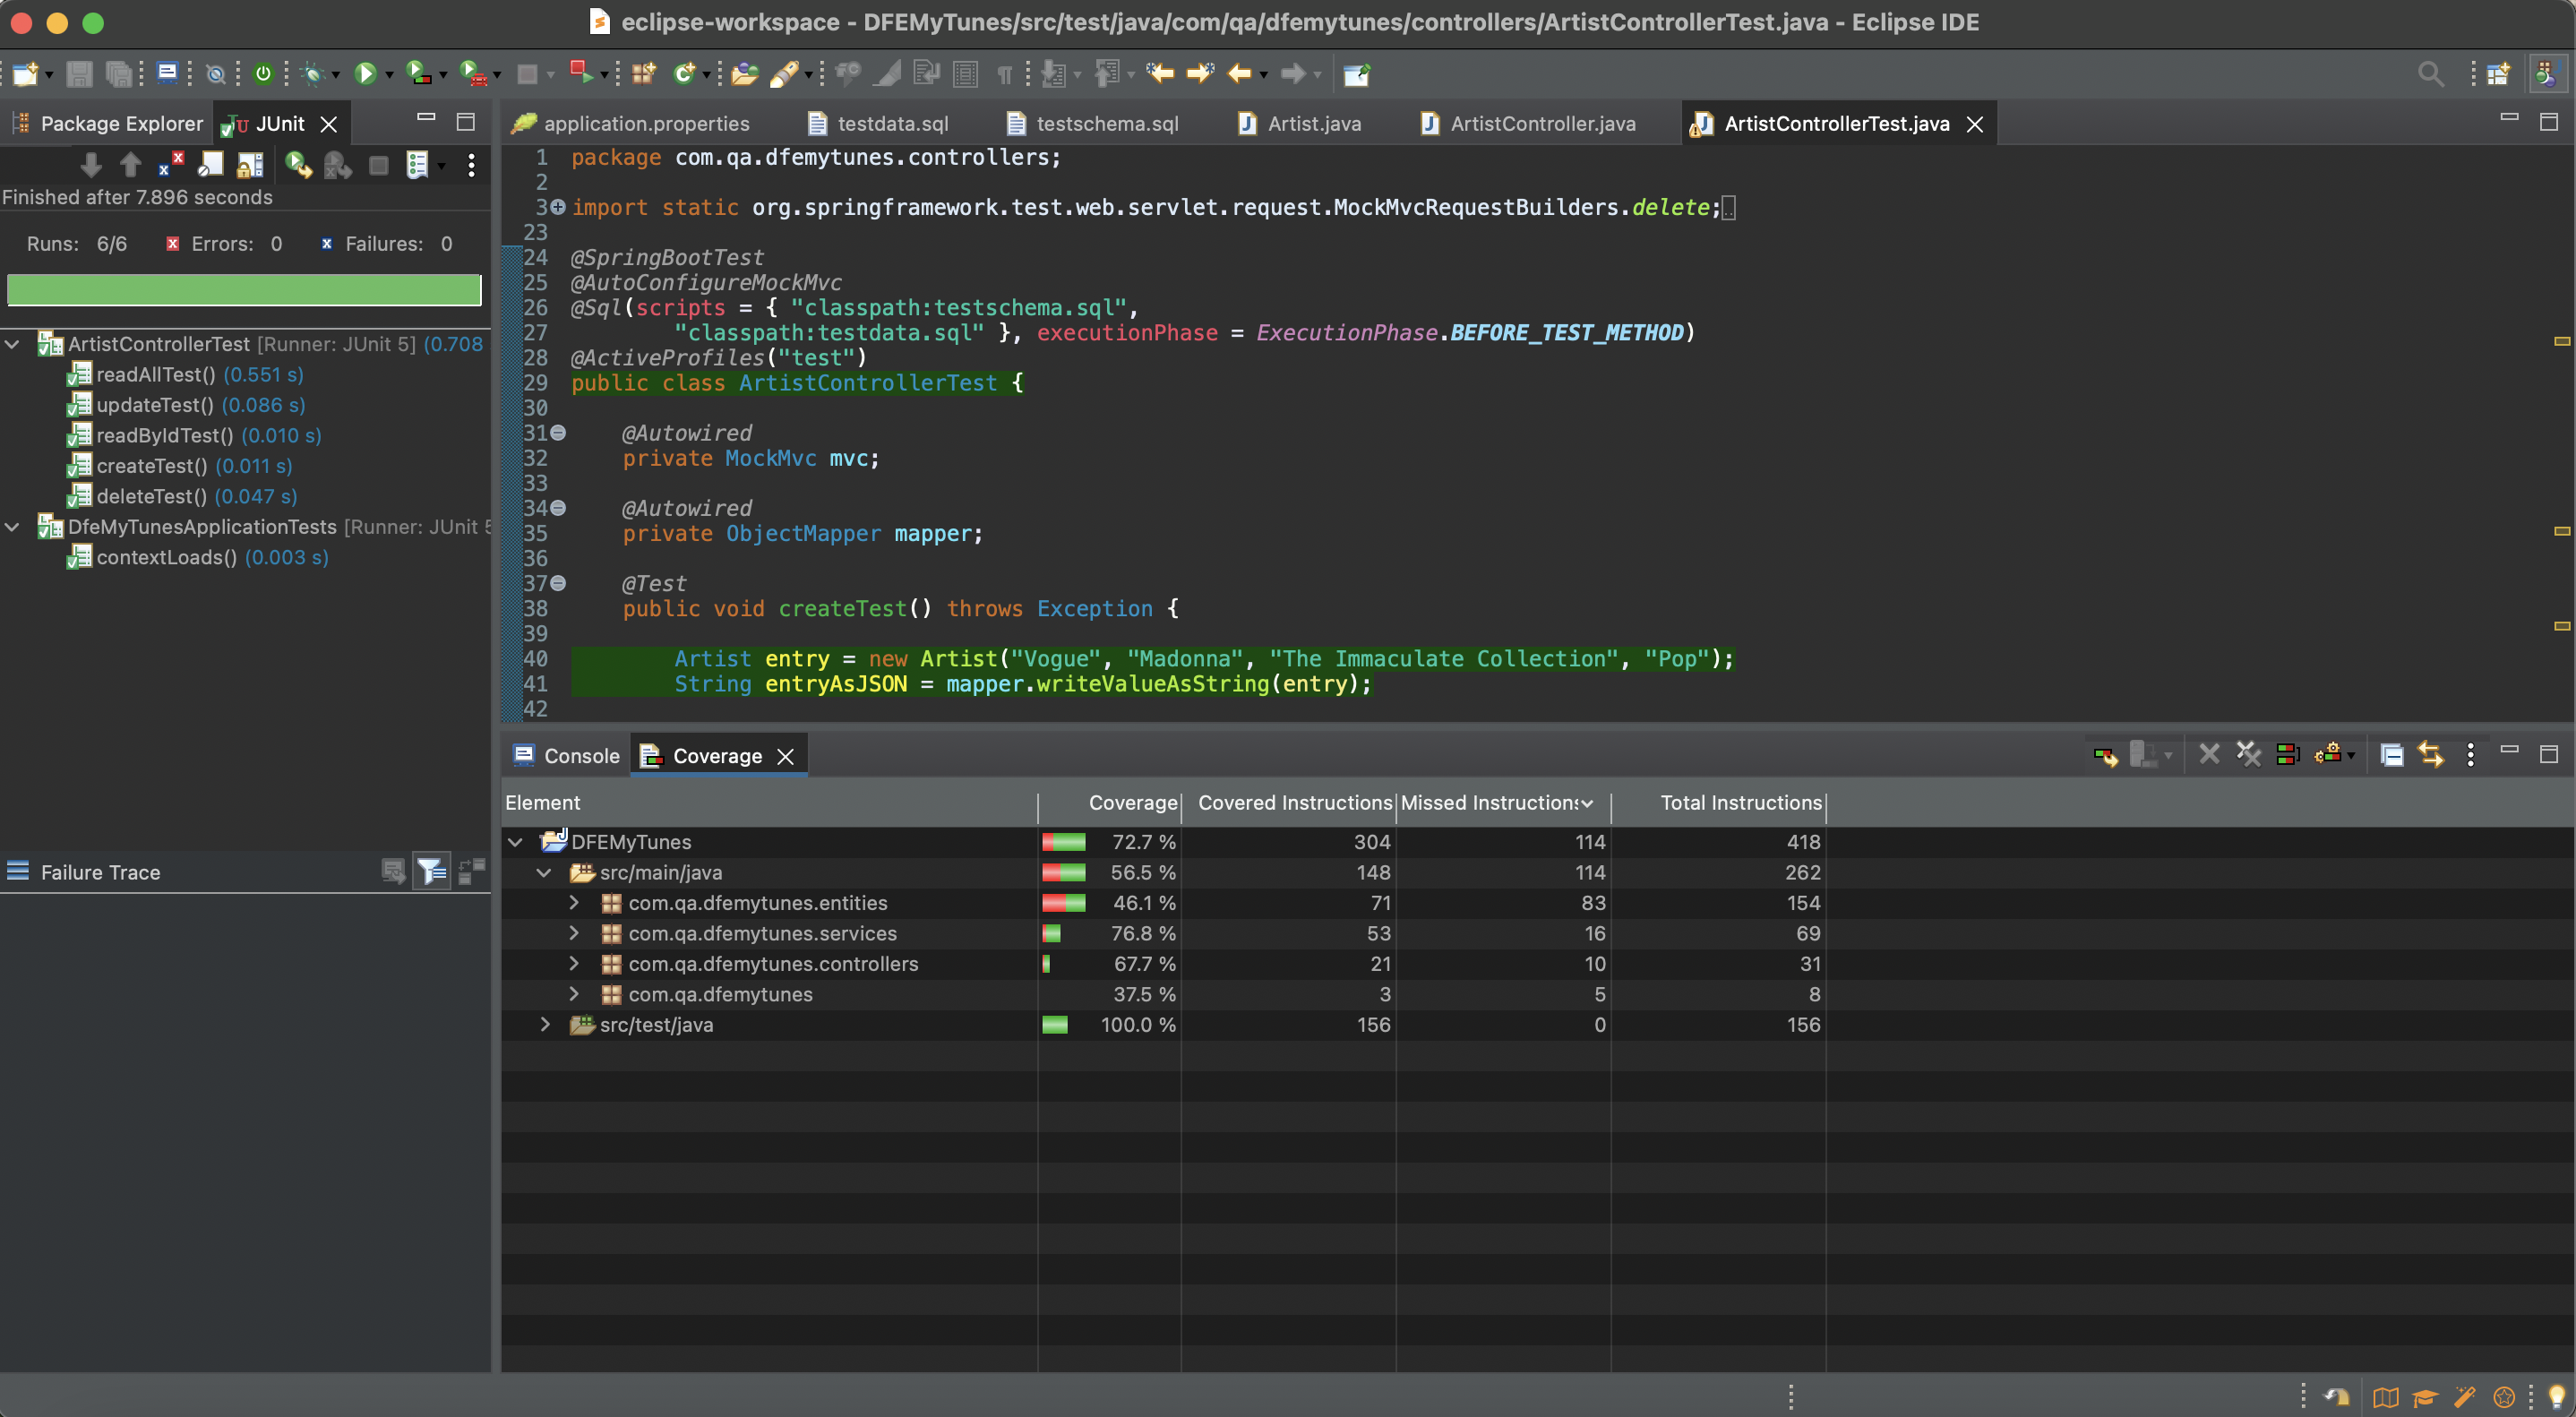 eclipse-workspace - DFEMyTunes/src/test/java/com/qa/dfemytunes/controllers/ArtistControllerTest.java - Eclipse IDE
Package Explorer
JUnit
Finished after 7.896 seconds
Runs: 6/6
Errors: 0
Failures: 0
ArtistControllerTest [Runner: JUnit 5] (0.708
readAllTest() (0.551 s)
updateTest() (0.086 s)
readByIdTest() (0.010 s)
createTest() (0.011 s)
deleteTest() (0.047 s)
DfeMyTunesApplicationTests [Runner: JUnit 5
contextLoads() (0.003 s)
Failure Trace
application.properties
testdata.sql
testschema.sql
Artist.java
ArtistController.java
ArtistControllerTest.java
1 package com.qa.dfemytunes.controllers;
2
3 import static org.springframework.test.web.servlet.request.MockMvcRequestBuilders.delete;
23
24 @SpringBootTest
25 @AutoConfigureMockMvc
26 @Sql(scripts = { "classpath:testschema.sql",
27 "classpath:testdata.sql" }, executionPhase = ExecutionPhase.BEFORE_TEST_METHOD)
28 @ActiveProfiles("test")
29 public class ArtistControllerTest {
30
31 @Autowired
32 private MockMvc mvc;
33
34 @Autowired
35 private ObjectMapper mapper;
36
37 @Test
38 public void createTest() throws Exception {
39
40 Artist entry = new Artist("Vogue", "Madonna", "The Immaculate Collection", "Pop");
41 String entryAsJSON = mapper.writeValueAsString(entry);
42
Console
Coverage
Element Coverage Covered Instructions Missed Instructions Total Instructions
DFEMyTunes 72.7 % 304 114 418
src/main/java 56.5 % 148 114 262
com.qa.dfemytunes.entities 46.1 % 71 83 154
com.qa.dfemytunes.services 76.8 % 53 16 69
com.qa.dfemytunes.controllers 67.7 % 21 10 31
com.qa.dfemytunes 37.5 % 3 5 8
src/test/java 100.0 % 156 0 156